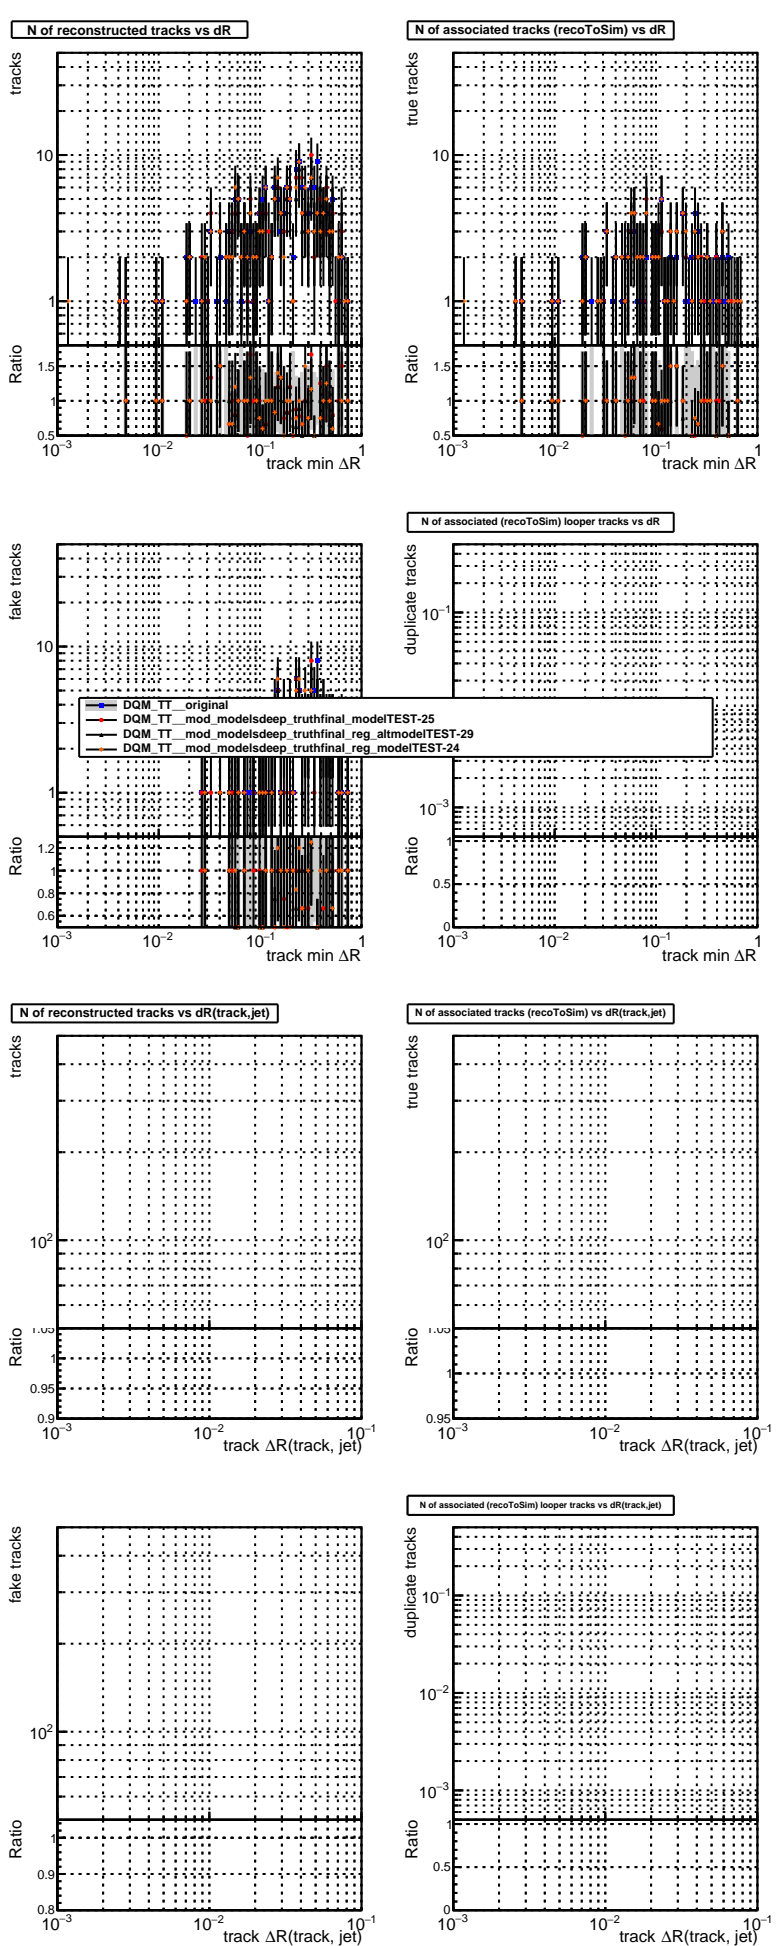 N of reconstructed tracks vs dR
tracks
10
1
Ratio
1.5
1
0.5
10−3
10−2
10−1
1
track min ΔR
N of associated tracks (recoToSim) vs dR
true tracks
10
1
Ratio
1.5
1
0.5
10−3
10−2
10−1
1
track min ΔR
fake tracks
10
1
Ratio
1.2
1
0.8
0.6
10−3
10−2
10−1
1
track min ΔR
N of associated (recoToSim) looper tracks vs dR
duplicate tracks
10−1
10−3
Ratio
1
0.5
0
10−3
10−2
10−1
1
track min ΔR
DQM_TT__original
DQM_TT__mod_modelsdeep_truthfinal_modelTEST-25
DQM_TT__mod_modelsdeep_truthfinal_reg_altmodelTEST-29
DQM_TT__mod_modelsdeep_truthfinal_reg_modelTEST-24
N of reconstructed tracks vs dR(track,jet)
tracks
102
Ratio
1.05
1
0.95
0.9
10−3
10−2
10−1
track ΔR(track, jet)
N of associated tracks (recoToSim) vs dR(track,jet)
true tracks
102
Ratio
1.05
1
0.95
10−3
10−2
10−1
track ΔR(track, jet)
fake tracks
102
Ratio
1
0.9
0.8
10−3
10−2
10−1
track ΔR(track, jet)
N of associated (recoToSim) looper tracks vs dR(track,jet)
duplicate tracks
10−1
10−2
10−3
Ratio
1
0.5
0
10−3
10−2
10−1
track ΔR(track, jet)